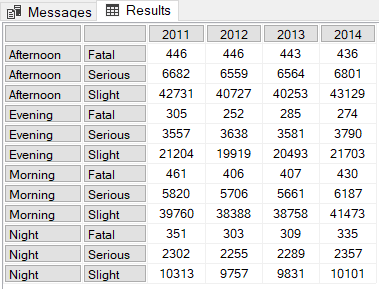 Messages Results
2011 2012 2013 2014
Afternoon Fatal 446 446 443 436
Afternoon Serious 6682 6559 6564 6801
Afternoon Slight 42731 40727 40253 43129
Evening Fatal 305 252 285 274
Evening Serious 3557 3638 3581 3790
Evening Slight 21204 19919 20493 21703
Morning Fatal 461 406 407 430
Morning Serious 5820 5706 5661 6187
Morning Slight 39760 38388 38758 41473
Night Fatal 351 303 309 335
Night Serious 2302 2255 2289 2357
Night Slight 10313 9757 9831 10101